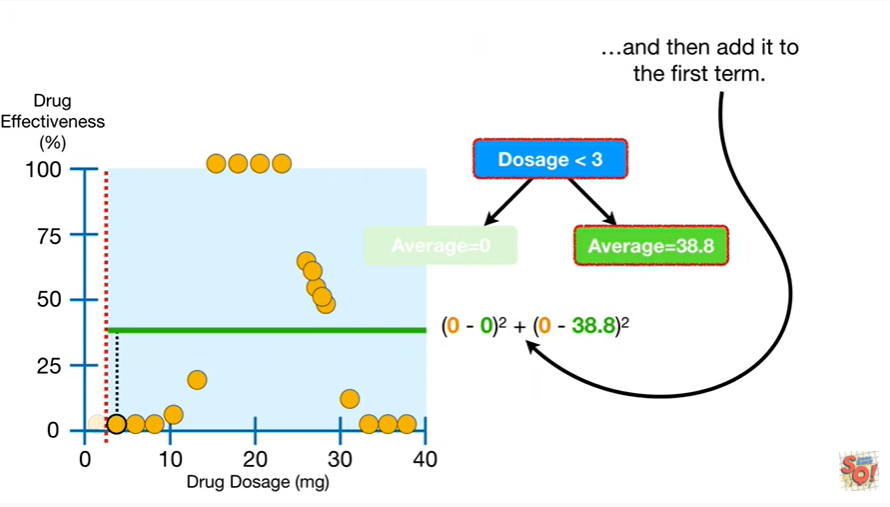 …and then add it to
the first term.
Drug
Effectiveness
(%)
100
75
50
25
0
0 10 20 30 40
Drug Dosage (mg)
Dosage < 3
Average=0
Average=38.8
(0 - 0)² + (0 - 38.8)²
SQ!